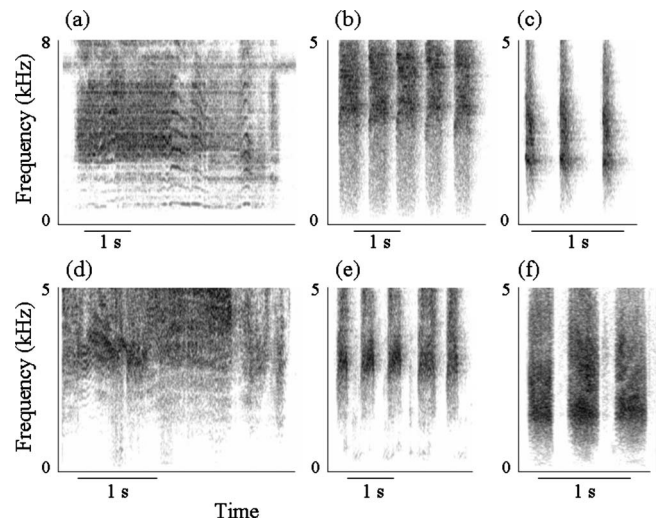 (a) (b) (c)
8 5 5
Frequency (kHz)
0 0 0
1 s 1 s 1 s
(d) (e) (f)
5 5 5
Frequency (kHz)
0 0 0
1 s 1 s 1 s
Time